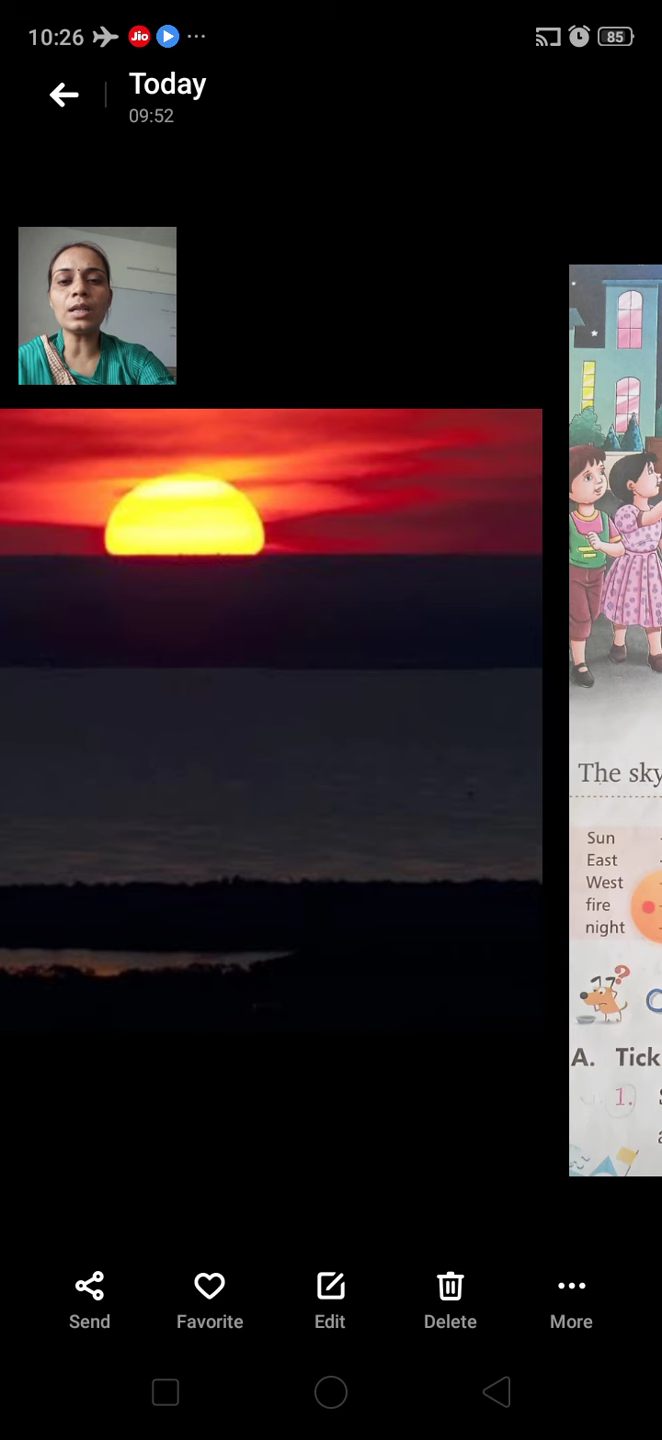 10:26 Jio 85
Today
09:52
The sky
Sun
East
West
fire
night
?
A. Tick
1.
Send Favorite Edit Delete More